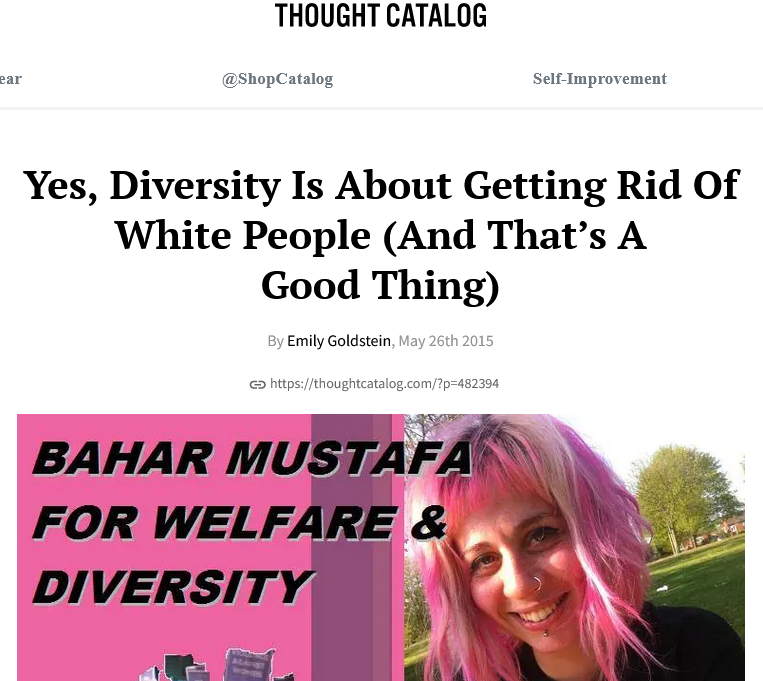 THOUGHT CATALOG
ear @ShopCatalog Self-Improvement
Yes, Diversity Is About Getting Rid Of
White People (And That’s A
Good Thing)
By Emily Goldstein, May 26th 2015
https://thoughtcatalog.com/?p=482394
BAHAR MUSTAFA
FOR WELFARE &
DIVERSITY